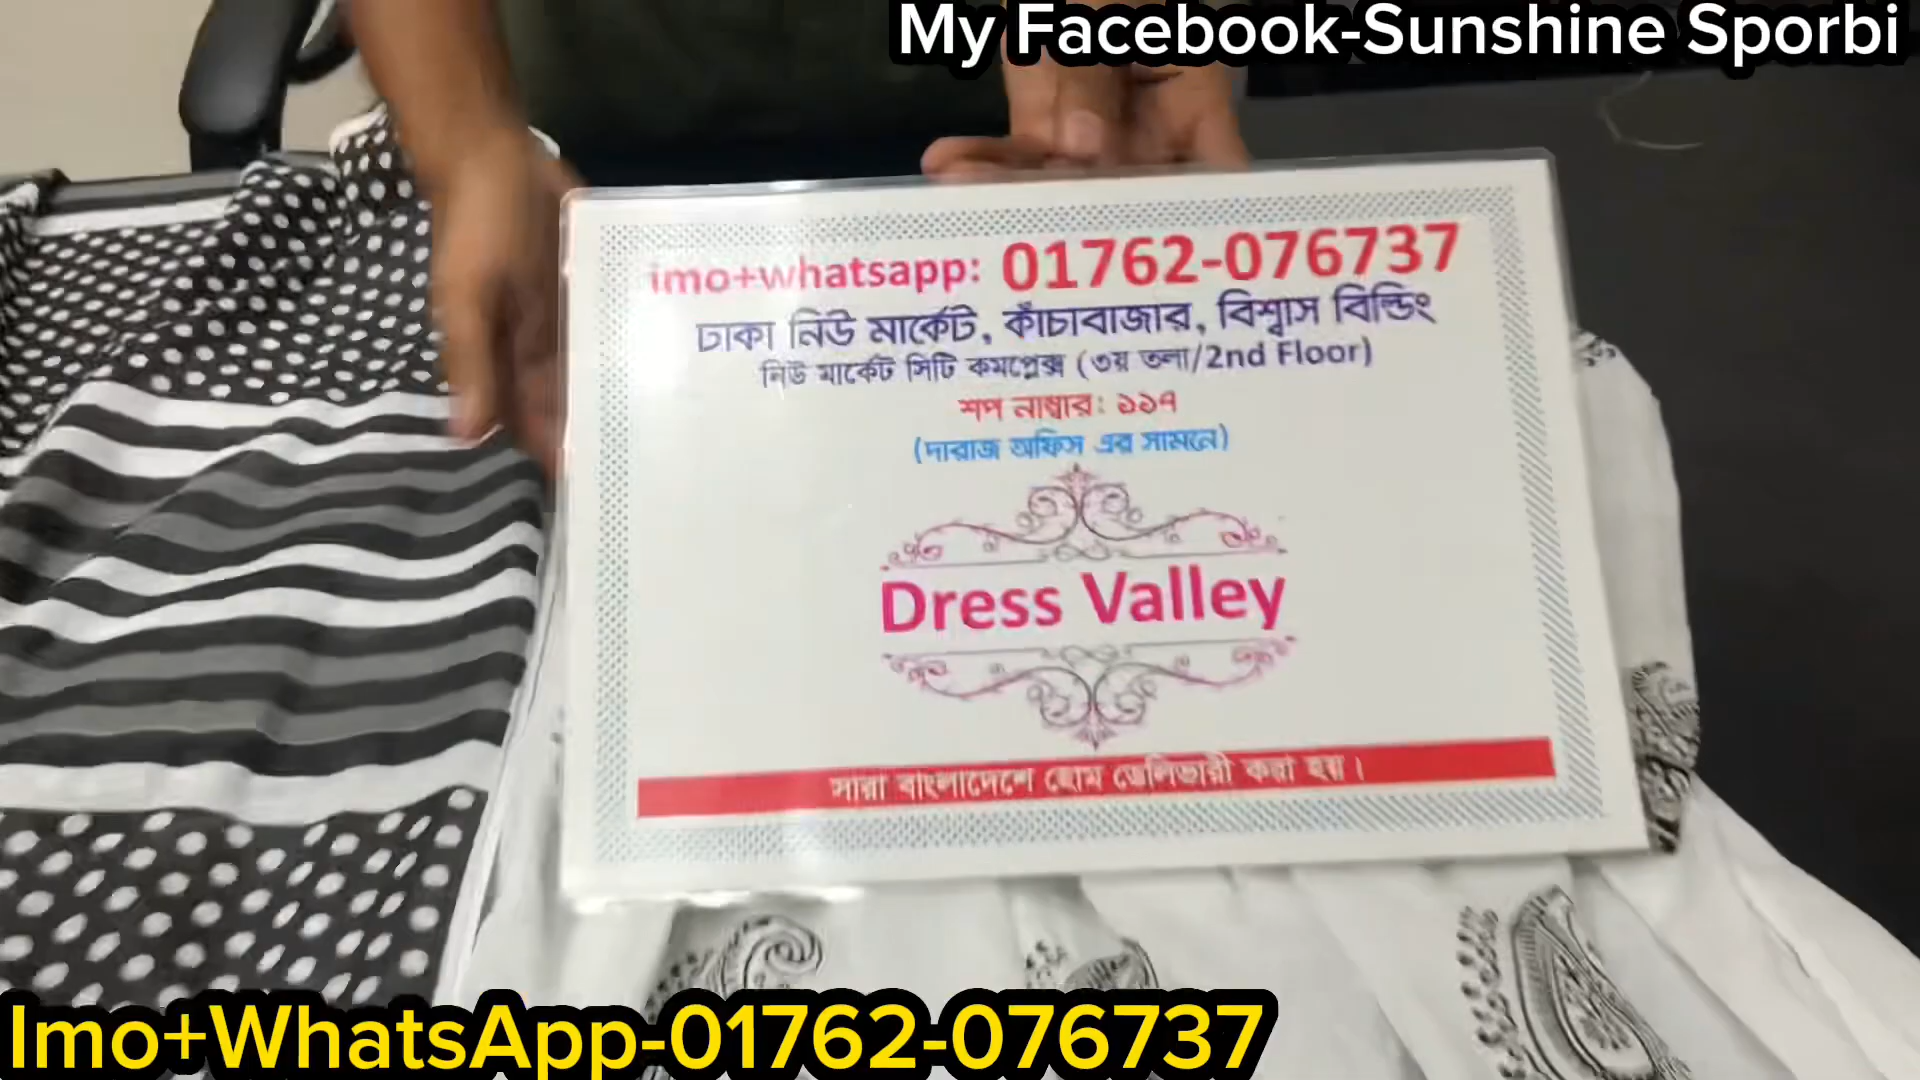 My Facebook-Sunshine Sporbi
imo+whatsapp: 01762-076737
ঢাকা নিউ মার্কেট, কাঁচাবাজার, বিশ্বাস বিল্ডিং
নিউ মার্কেট সিটি কমপ্লেক্স (৩য় তলা/2nd Floor)
শপ নাম্বার: ১১৭
(দারাজ অফিস এর সামনে)
Dress Valley
সারা বাংলাদেশে হোম ডেলিভারী করা হয়।
Imo+WhatsApp-01762-076737